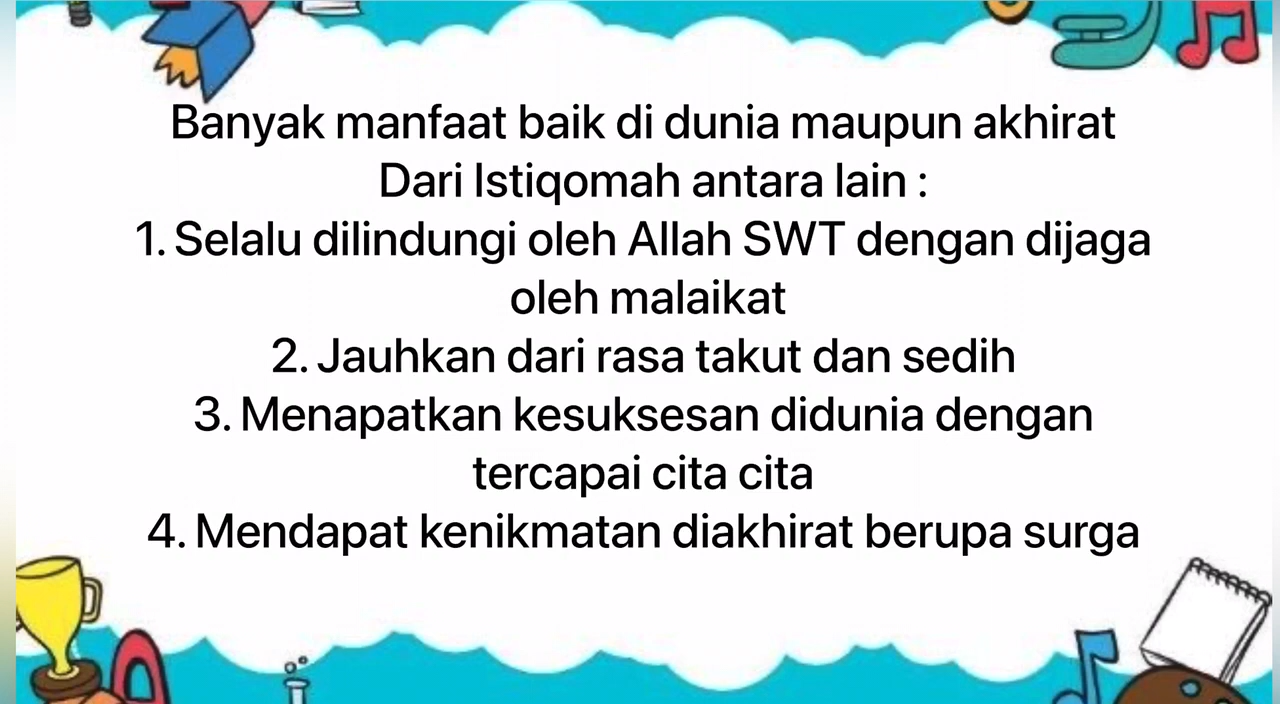 Banyak manfaat baik di dunia maupun akhirat
Dari Istiqomah antara lain :
1. Selalu dilindungi oleh Allah SWT dengan dijaga
oleh malaikat
2. Jauhkan dari rasa takut dan sedih
3. Menapatkan kesuksesan didunia dengan
tercapai cita cita
4. Mendapat kenikmatan diakhirat berupa surga